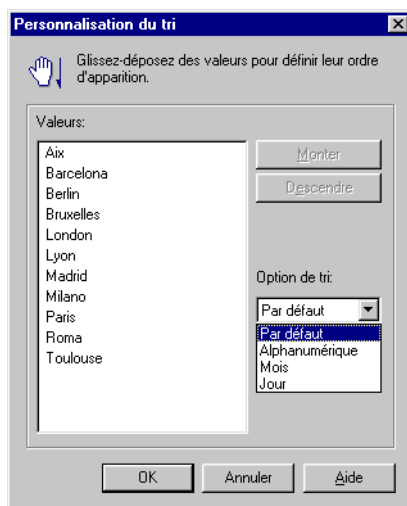 Personnalisation du tri
Glissez-déposez des valeurs pour définir leur ordre
d'apparition.
Valeurs:
Aix
Barcelona
Berlin
Bruxelles
London
Lyon
Madrid
Milano
Paris
Roma
Toulouse
Monter
Descendre
Option de tri:
Par défaut
Par défaut
Alphanumérique
Mois
Jour
OK
Annuler
Aide